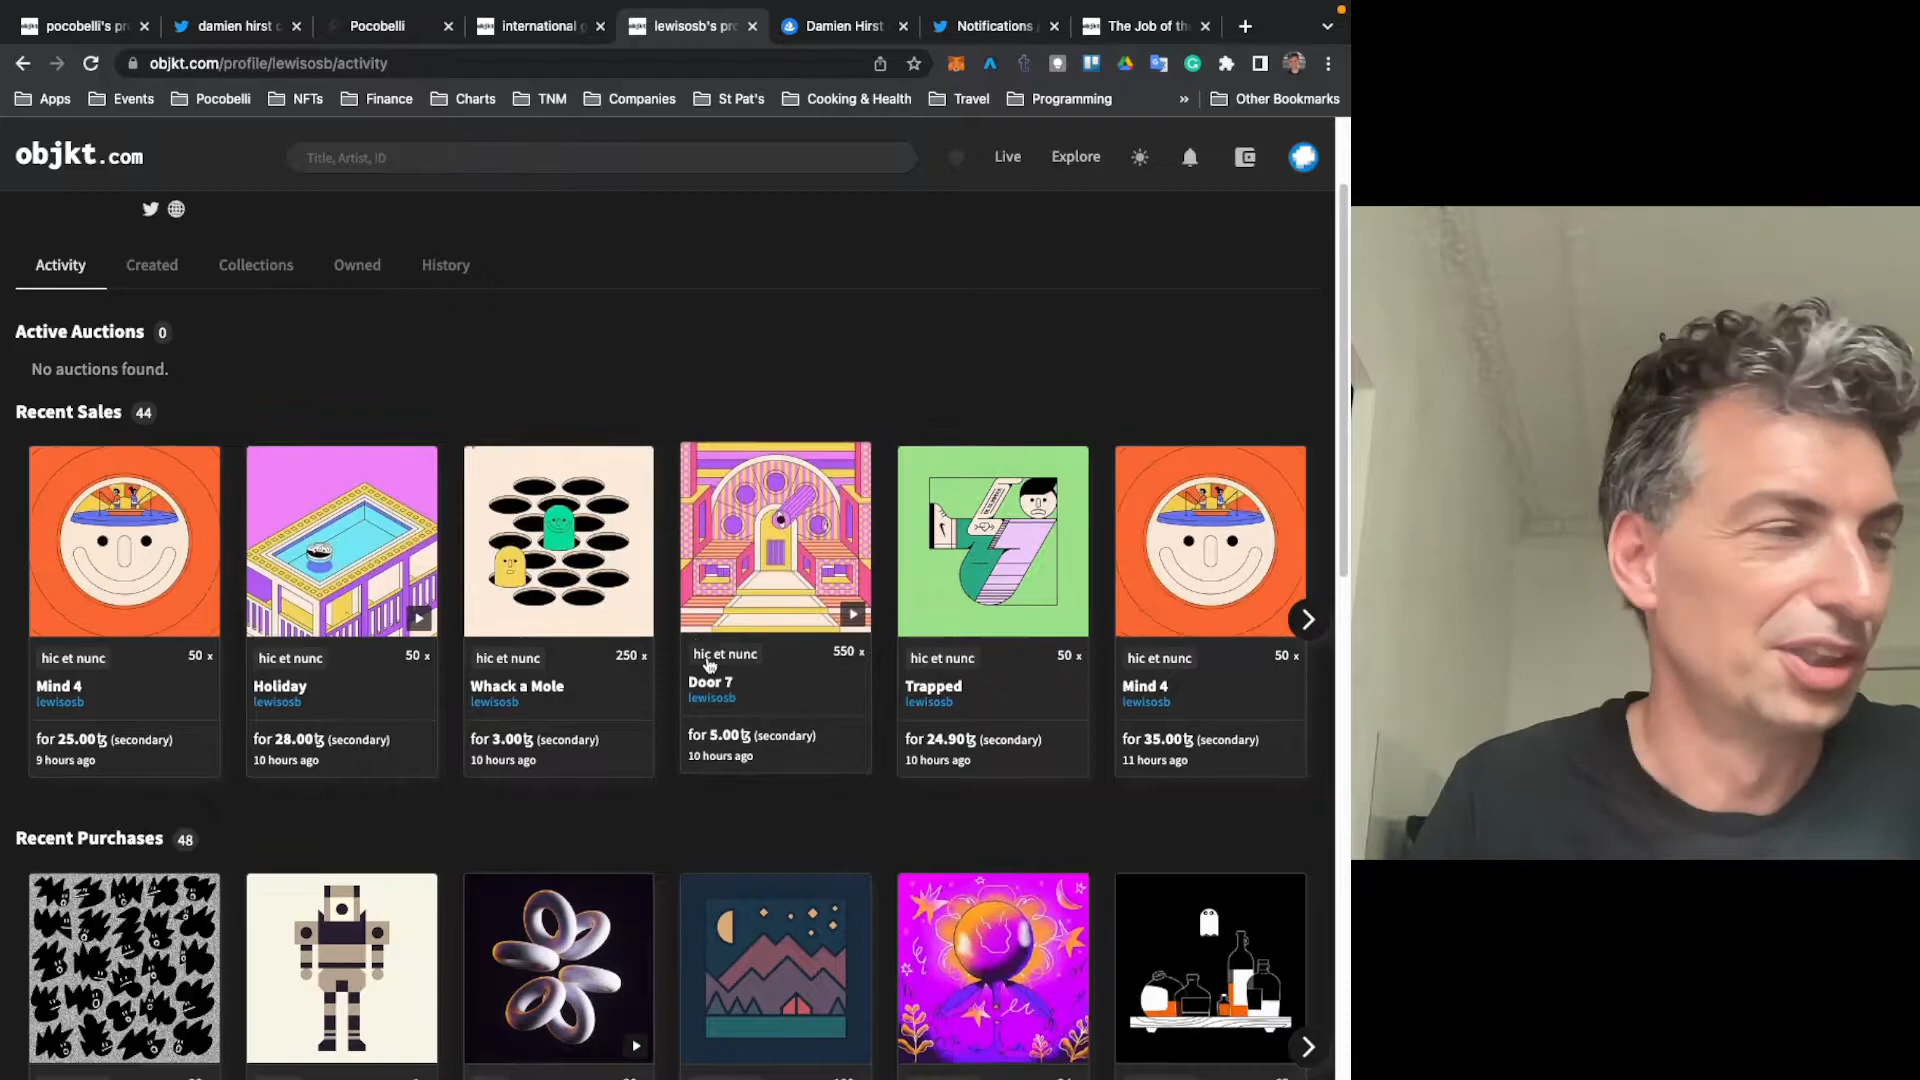 pocobelli's pr
damien hirst c
Pocobelli
international g
lewisosb's pr
Damien Hirst
Notifications
The Job of th
objkt.com/profile/lewisosb/activity
Apps
Events
Pocobelli
NFTs
Finance
Charts
TNM
Companies
St Pat's
Cooking & Health
Travel
Programming
»
Other Bookmarks
objkt.com
Title, Artist, ID
Live
Explore
Activity
Created
Collections
Owned
History
Active Auctions 0
No auctions found.
Recent Sales 44
hic et nunc 50 x
Mind 4
lewisosb
for 25.00ꜩ (secondary)
9 hours ago
hic et nunc 50 x
Holiday
lewisosb
for 28.00ꜩ (secondary)
10 hours ago
hic et nunc 250 x
Whack a Mole
lewisosb
for 3.00ꜩ (secondary)
10 hours ago
hic et nunc 550 x
Door 7
lewisosb
for 5.00ꜩ (secondary)
10 hours ago
hic et nunc 50 x
Trapped
lewisosb
for 24.90ꜩ (secondary)
10 hours ago
hic et nunc 50 x
Mind 4
lewisosb
for 35.00ꜩ (secondary)
11 hours ago
Recent Purchases 48